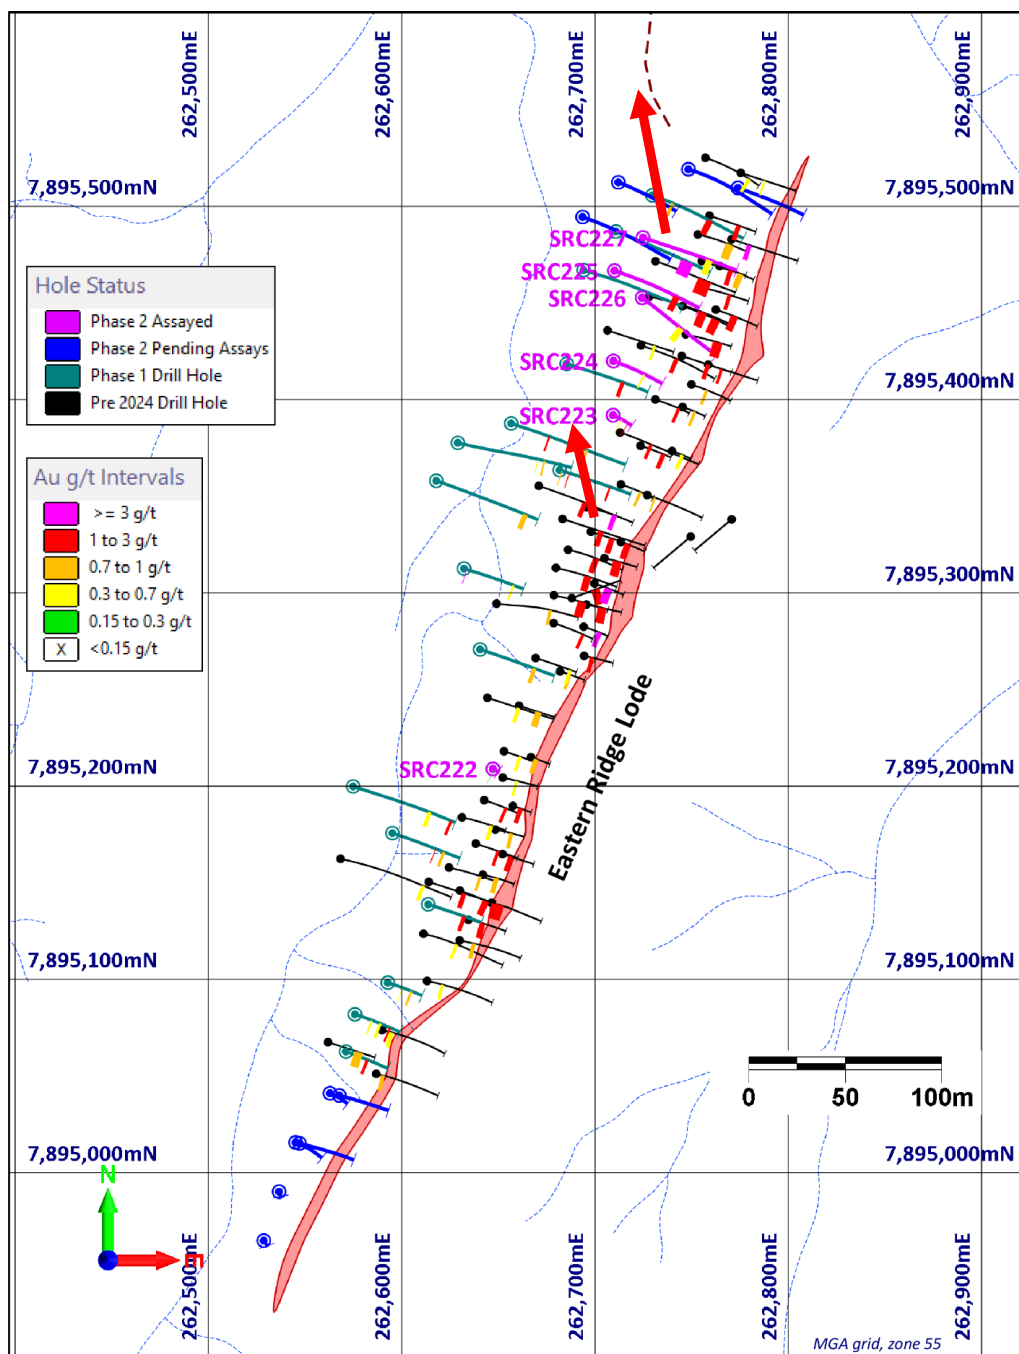 262,500mE
262,600mE
262,700mE
262,800mE
262,900mE
7,895,500mN
7,895,500mN
SRC227
SRC225
SRC226
Hole Status
Phase 2 Assayed
Phase 2 Pending Assays
Phase 1 Drill Hole
Pre 2024 Drill Hole
SRC224
7,895,400mN
SRC223
Au g/t Intervals
>= 3 g/t
1 to 3 g/t
0.7 to 1 g/t
0.3 to 0.7 g/t
0.15 to 0.3 g/t
X <0.15 g/t
7,895,300mN
Eastern Ridge Lode
SRC222
7,895,200mN
7,895,200mN
7,895,100mN
7,895,100mN
0 50 100m
7,895,000mN
7,895,000mN
N
E
262,500mE
262,600mE
262,700mE
262,800mE
262,900mE
MGA grid, zone 55